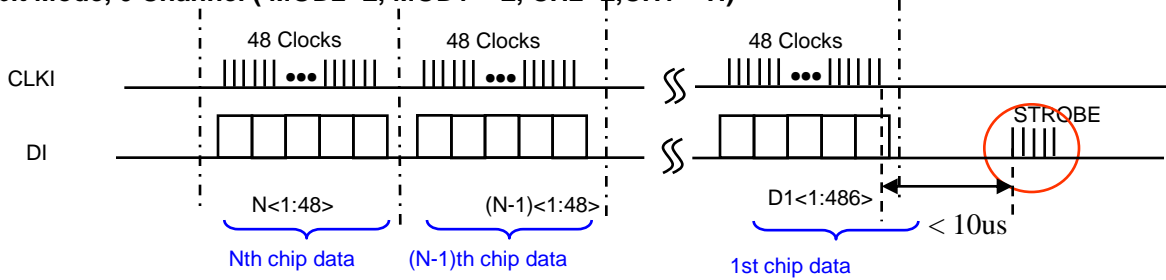 48 Clocks 48 Clocks 48 Clocks
CLKI
STROBE
DI
N<1:48> (N-1)<1:48> D1<1:486>
< 10us
Nth chip data (N-1)th chip data 1st chip data